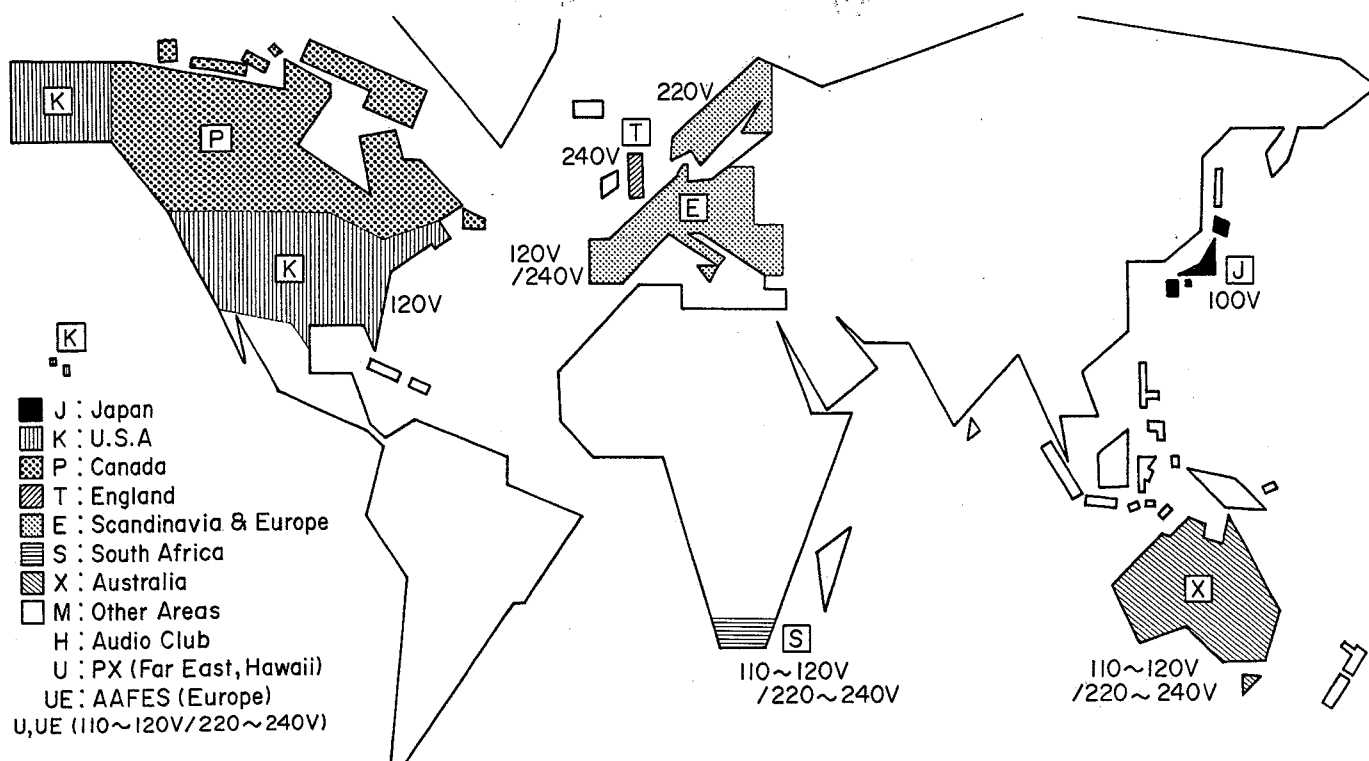 K
P
K
120V
K
220V
T
240V
E
120V
/240V
J
100V
J : Japan
K : U.S.A
P : Canada
T : England
E : Scandinavia & Europe
S : South Africa
X : Australia
M : Other Areas
H : Audio Club
U : PX (Far East, Hawaii)
UE : AAFES (Europe)
U,UE (110~120V/220~240V)
S
110~120V
/220~240V
X
110~120V
/220~240V